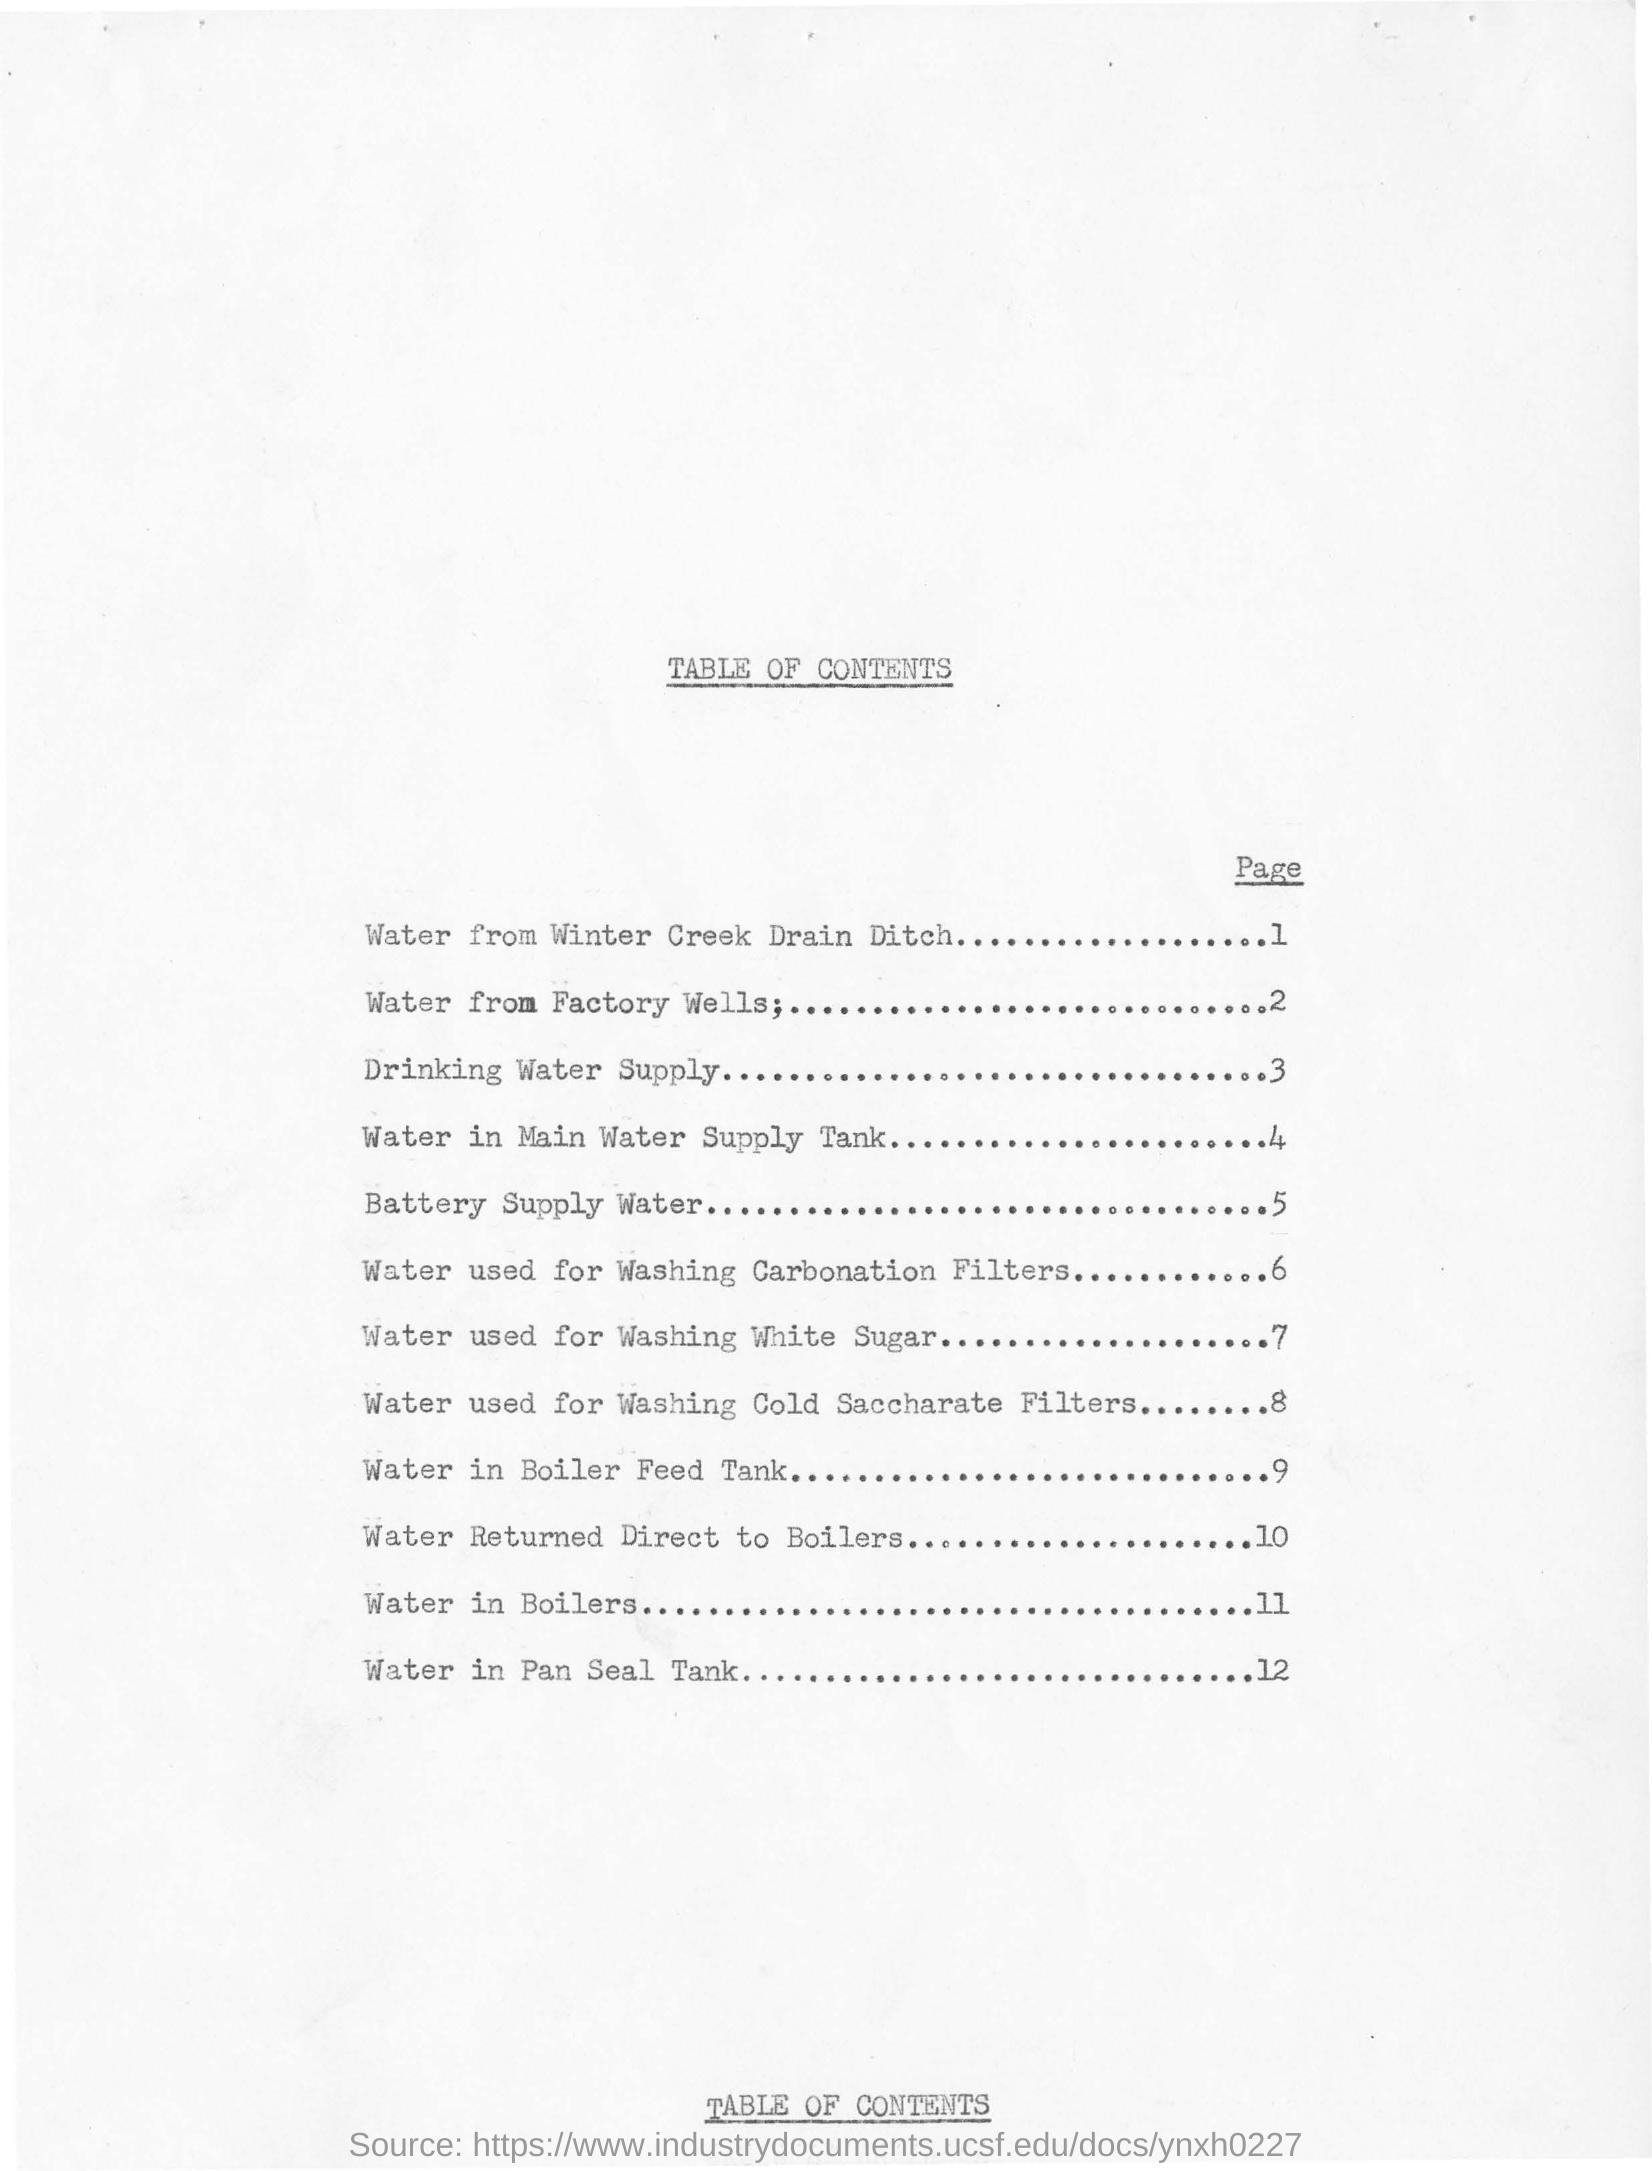 TABLE OF CONTENTS
Page
Water from Winter Creek Drain Ditch...................1
Water from Factory Wells;.............................2
Drinking Water Supply.................................3
Water in Main Water Supply Tank.......................4
Battery Supply Water..................................5
Water used for Washing Carbonation Filters............6
Water used for Washing White Sugar....................7
Water used for Washing Cold Saccharate Filters........8
Water in Boiler Feed Tank.............................9
Water Returned Direct to Boilers.....................10
Water in Boilers.....................................11
Water in Pan Seal Tank...............................12
TABLE OF CONTENTS
Source: https://www.industrydocuments.ucsf.edu/docs/ynxh0227